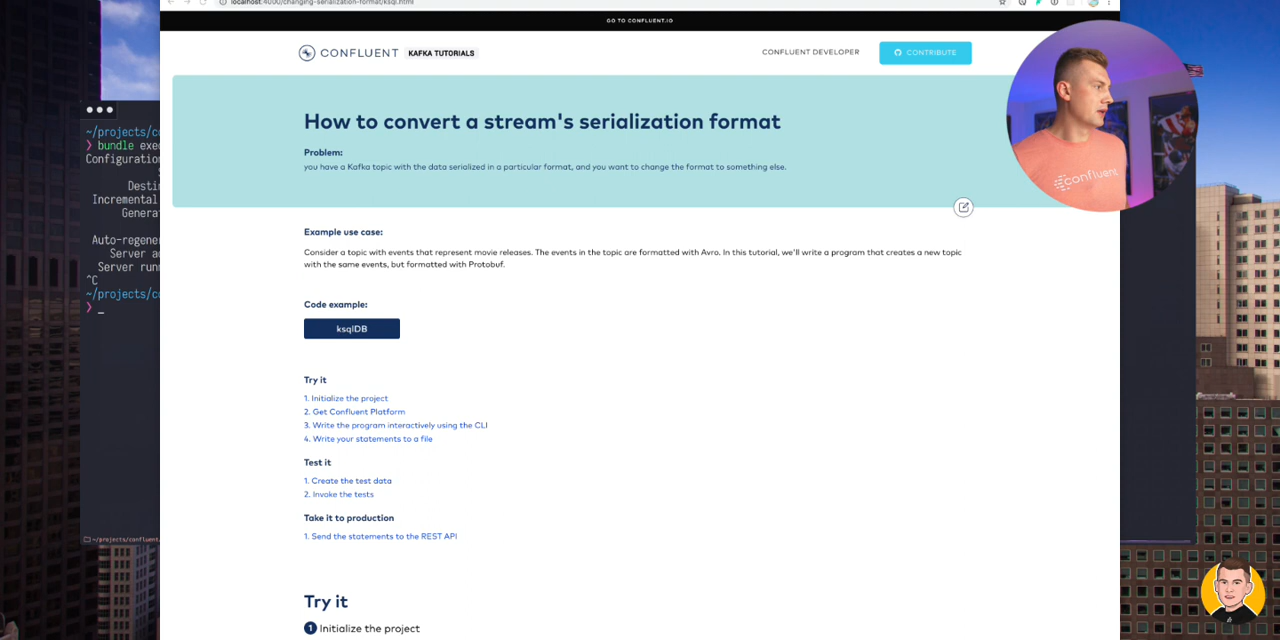 localhost:4000/changing-serialization-format/ksql.html
GO TO CONFLUENT.IO
CONFLUENT KAFKA TUTORIALS
CONFLUENT DEVELOPER
CONTRIBUTE
How to convert a stream's serialization format
Problem:
you have a Kafka topic with the data serialized in a particular format, and you want to change the format to something else.
confluent
Example use case:
Consider a topic with events that represent movie releases. The events in the topic are formatted with Avro. In this tutorial, we'll write a program that creates a new topic
with the same events, but formatted with Protobuf.
Code example:
ksqlDB
Try it
1. Initialize the project
2. Get Confluent Platform
3. Write the program interactively using the CLI
4. Write your statements to a file
Test it
1. Create the test data
2. Invoke the tests
Take it to production
1. Send the statements to the REST API
Try it
1 Initialize the project
~/projects/c
❯ bundle exe
Configuratio
Desti
Incremental
Genera
Auto-regene
Server a
Server run
^C
~/projects/c
❯ _
~/projects/confluent